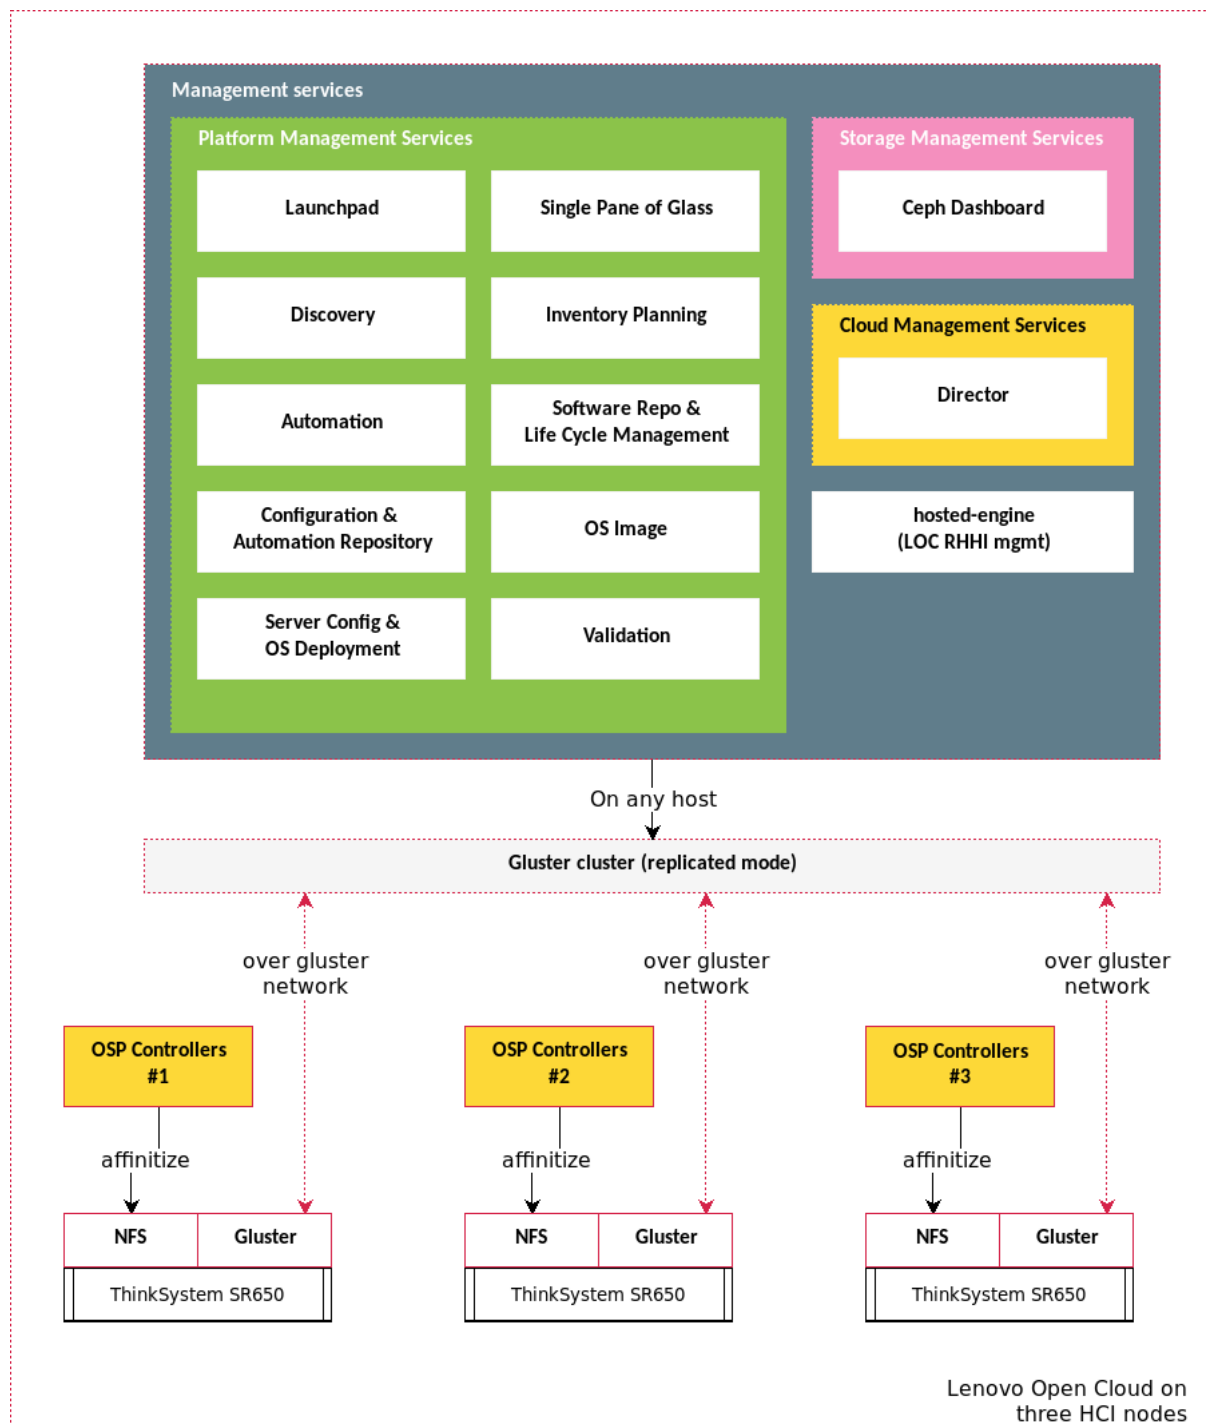 Management services
Platform Management Services
Storage Management Services
Launchpad
Single Pane of Glass
Ceph Dashboard
Discovery
Inventory Planning
Cloud Management Services
Director
Automation
Software Repo &
Life Cycle Management
Configuration &
Automation Repository
OS Image
hosted-engine
(LOC RHHI mgmt)
Server Config &
OS Deployment
Validation
On any host
Gluster cluster (replicated mode)
over gluster
network
over gluster
network
over gluster
network
OSP Controllers
#1
OSP Controllers
#2
OSP Controllers
#3
affinitize
affinitize
affinitize
NFS
Gluster
NFS
Gluster
NFS
Gluster
ThinkSystem SR650
ThinkSystem SR650
ThinkSystem SR650
Lenovo Open Cloud on
three HCI nodes